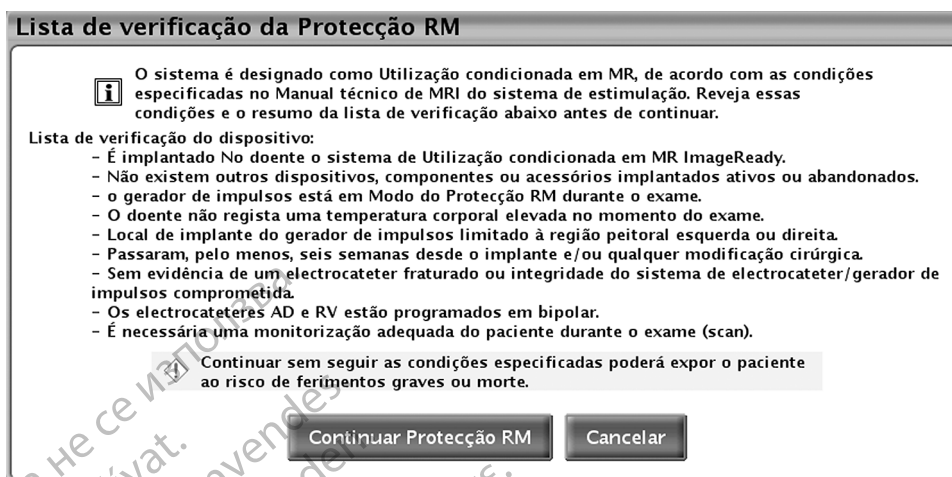 Lista de verificação da Protecção RM
O sistema é designado como Utilização condicionada em MR, de acordo com as condições
especificadas no Manual técnico de MRI do sistema de estimulação. Reveja essas
condições e o resumo da lista de verificação abaixo antes de continuar.
Lista de verificação do dispositivo:
- É implantado No doente o sistema de Utilização condicionada em MR ImageReady.
- Não existem outros dispositivos, componentes ou acessórios implantados ativos ou abandonados.
- o gerador de impulsos está em Modo do Protecção RM durante o exame.
- O doente não regista uma temperatura corporal elevada no momento do exame.
- Local de implante do gerador de impulsos limitado à região peitoral esquerda ou direita.
- Passaram, pelo menos, seis semanas desde o implante e/ou qualquer modificação cirúrgica.
- Sem evidência de um electrocateter fraturado ou integridade do sistema de electrocateter/gerador de
impulsos comprometida.
- Os electrocateteres AD e RV estão programados em bipolar.
- É necessária uma monitorização adequada do paciente durante o exame (scan).
Continuar sem seguir as condições especificadas poderá expor o paciente
ao risco de ferimentos graves ou morte.
Continuar Protecção RM
Cancelar
не се използва